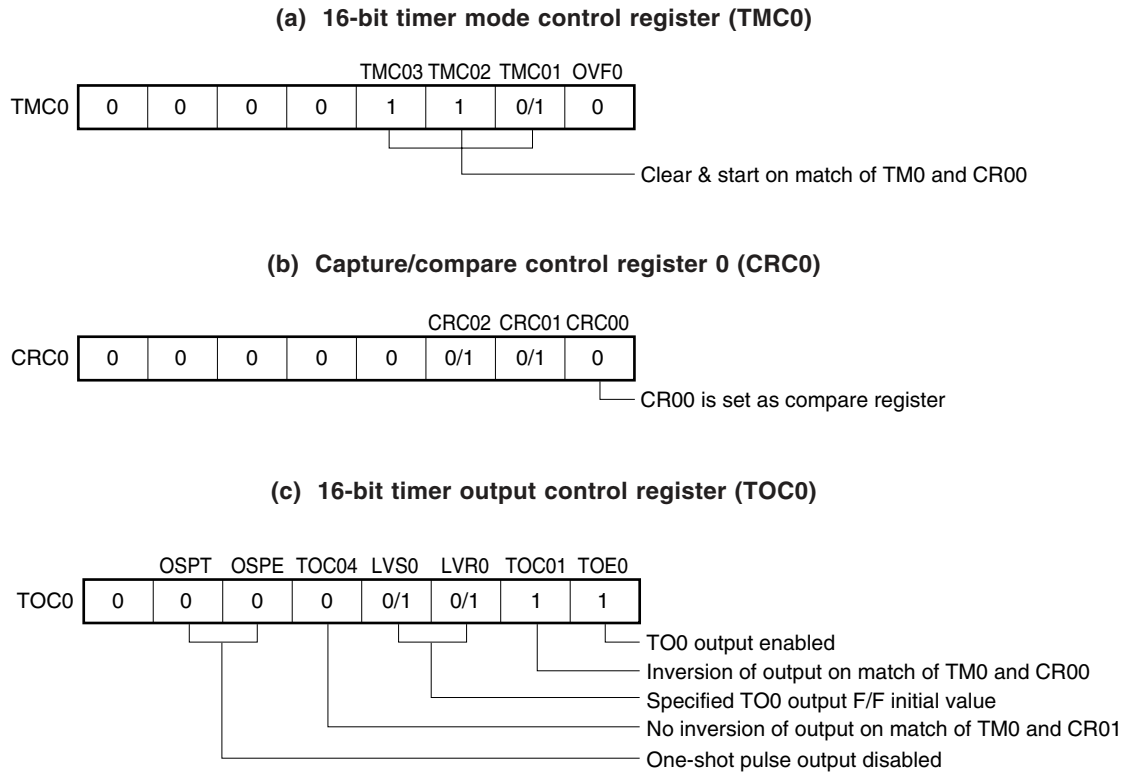 (a) 16-bit timer mode control register (TMC0)
TMC03 TMC02 TMC01 OVF0
TMC0 0 0 0 0 1 1 0/1 0
Clear & start on match of TM0 and CR00
(b) Capture/compare control register 0 (CRC0)
CRC02 CRC01 CRC00
CRC0 0 0 0 0 0 0/1 0/1 0
CR00 is set as compare register
(c) 16-bit timer output control register (TOC0)
OSPT OSPE TOC04 LVS0 LVR0 TOC01 TOE0
TOC0 0 0 0 0 0/1 0/1 1 1
TO0 output enabled
Inversion of output on match of TM0 and CR00
Specified TO0 output F/F initial value
No inversion of output on match of TM0 and CR01
One-shot pulse output disabled